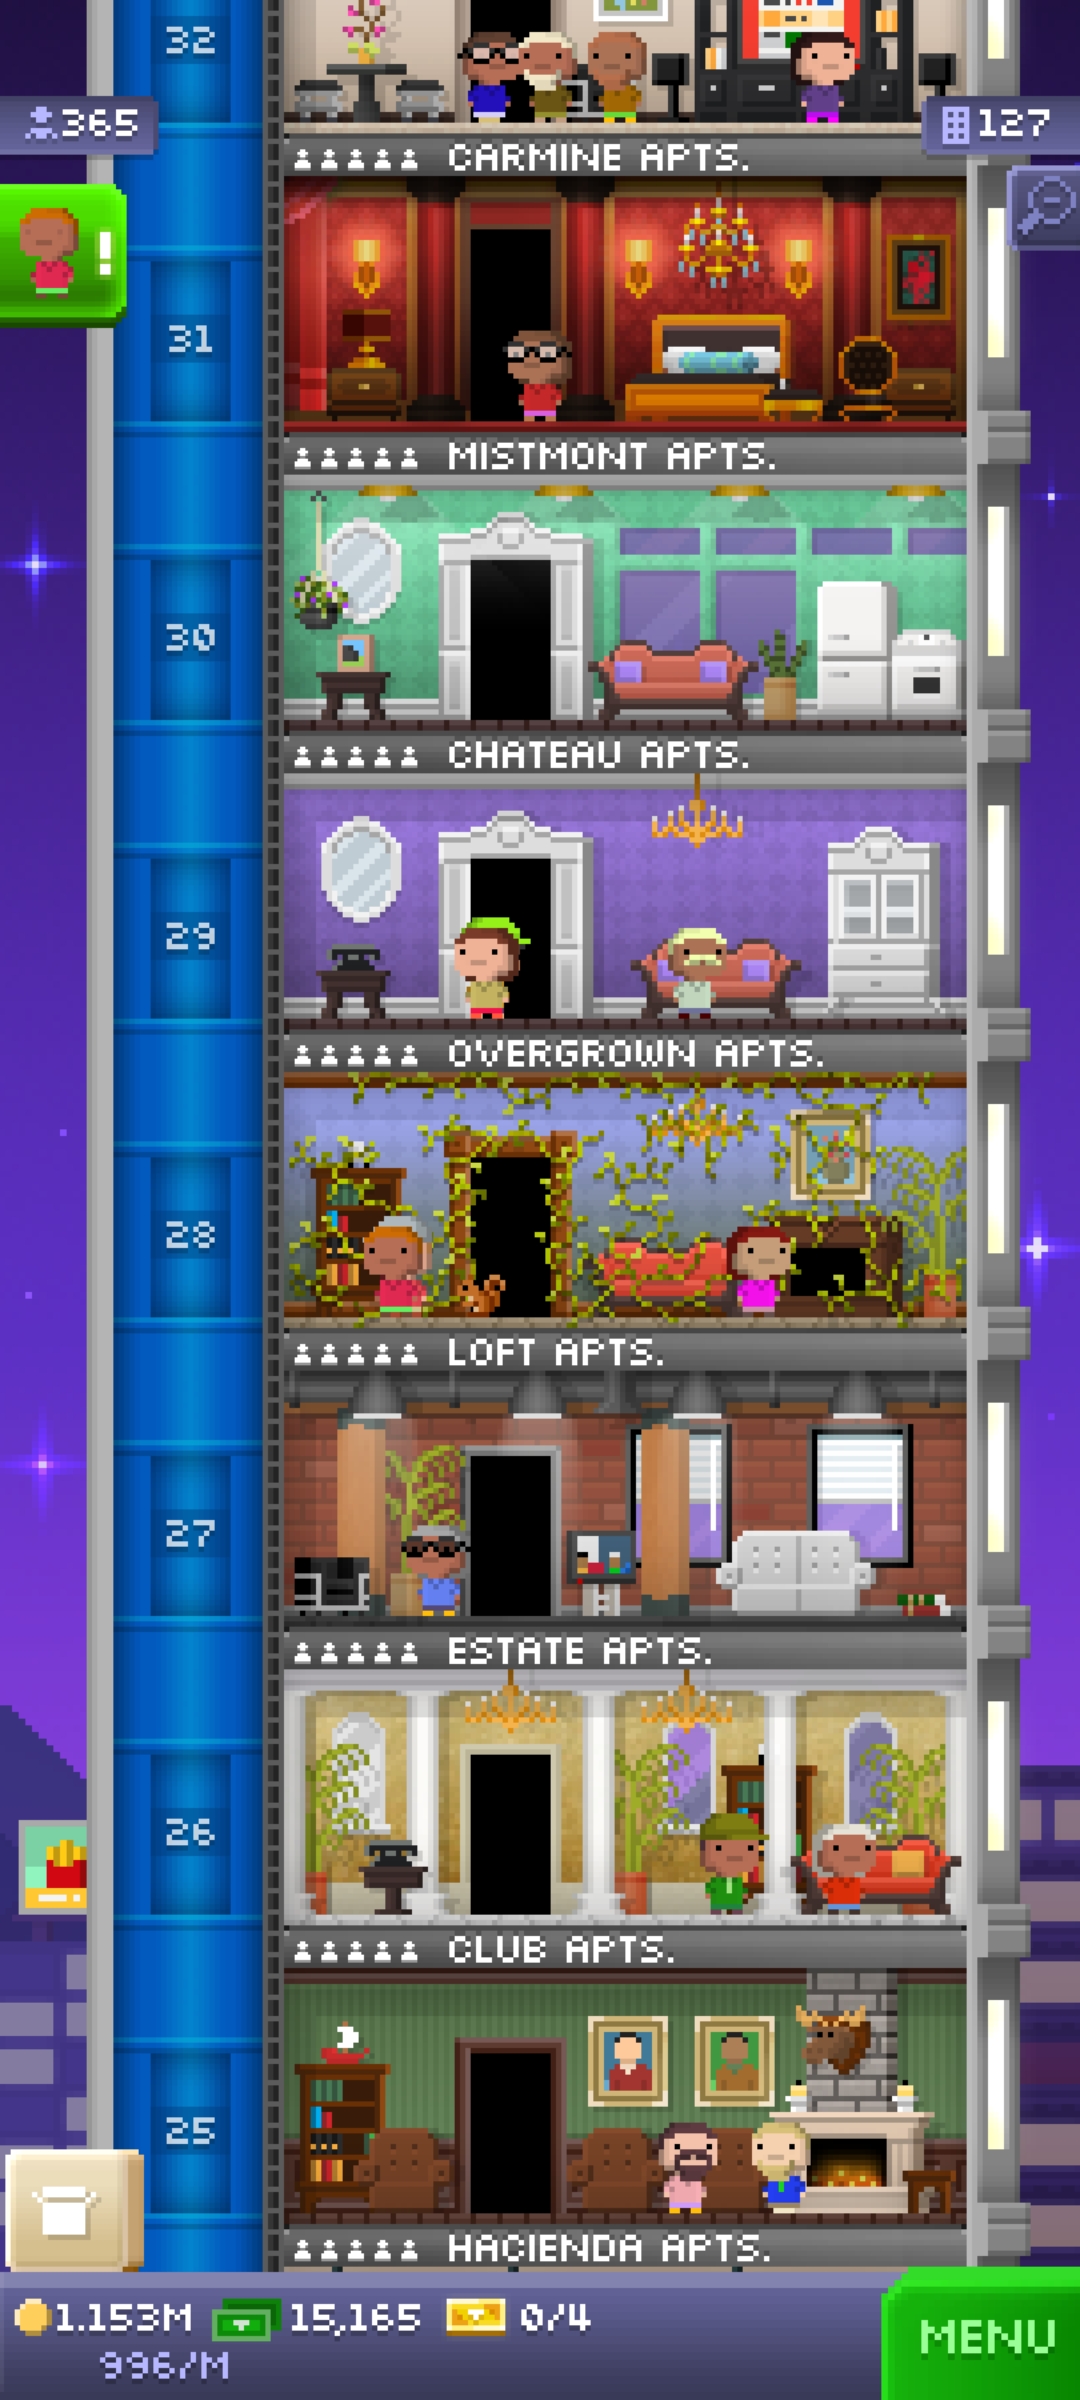 32
365
127
CARMINE APTS.
!
31
MISTMONT APTS.
30
CHATEAU APTS.
29
OVERGROWN APTS.
28
LOFT APTS.
27
ESTATE APTS.
26
CLUB APTS.
25
HACIENDA APTS.
1.153M 15,165 0/4
996/M
MENU